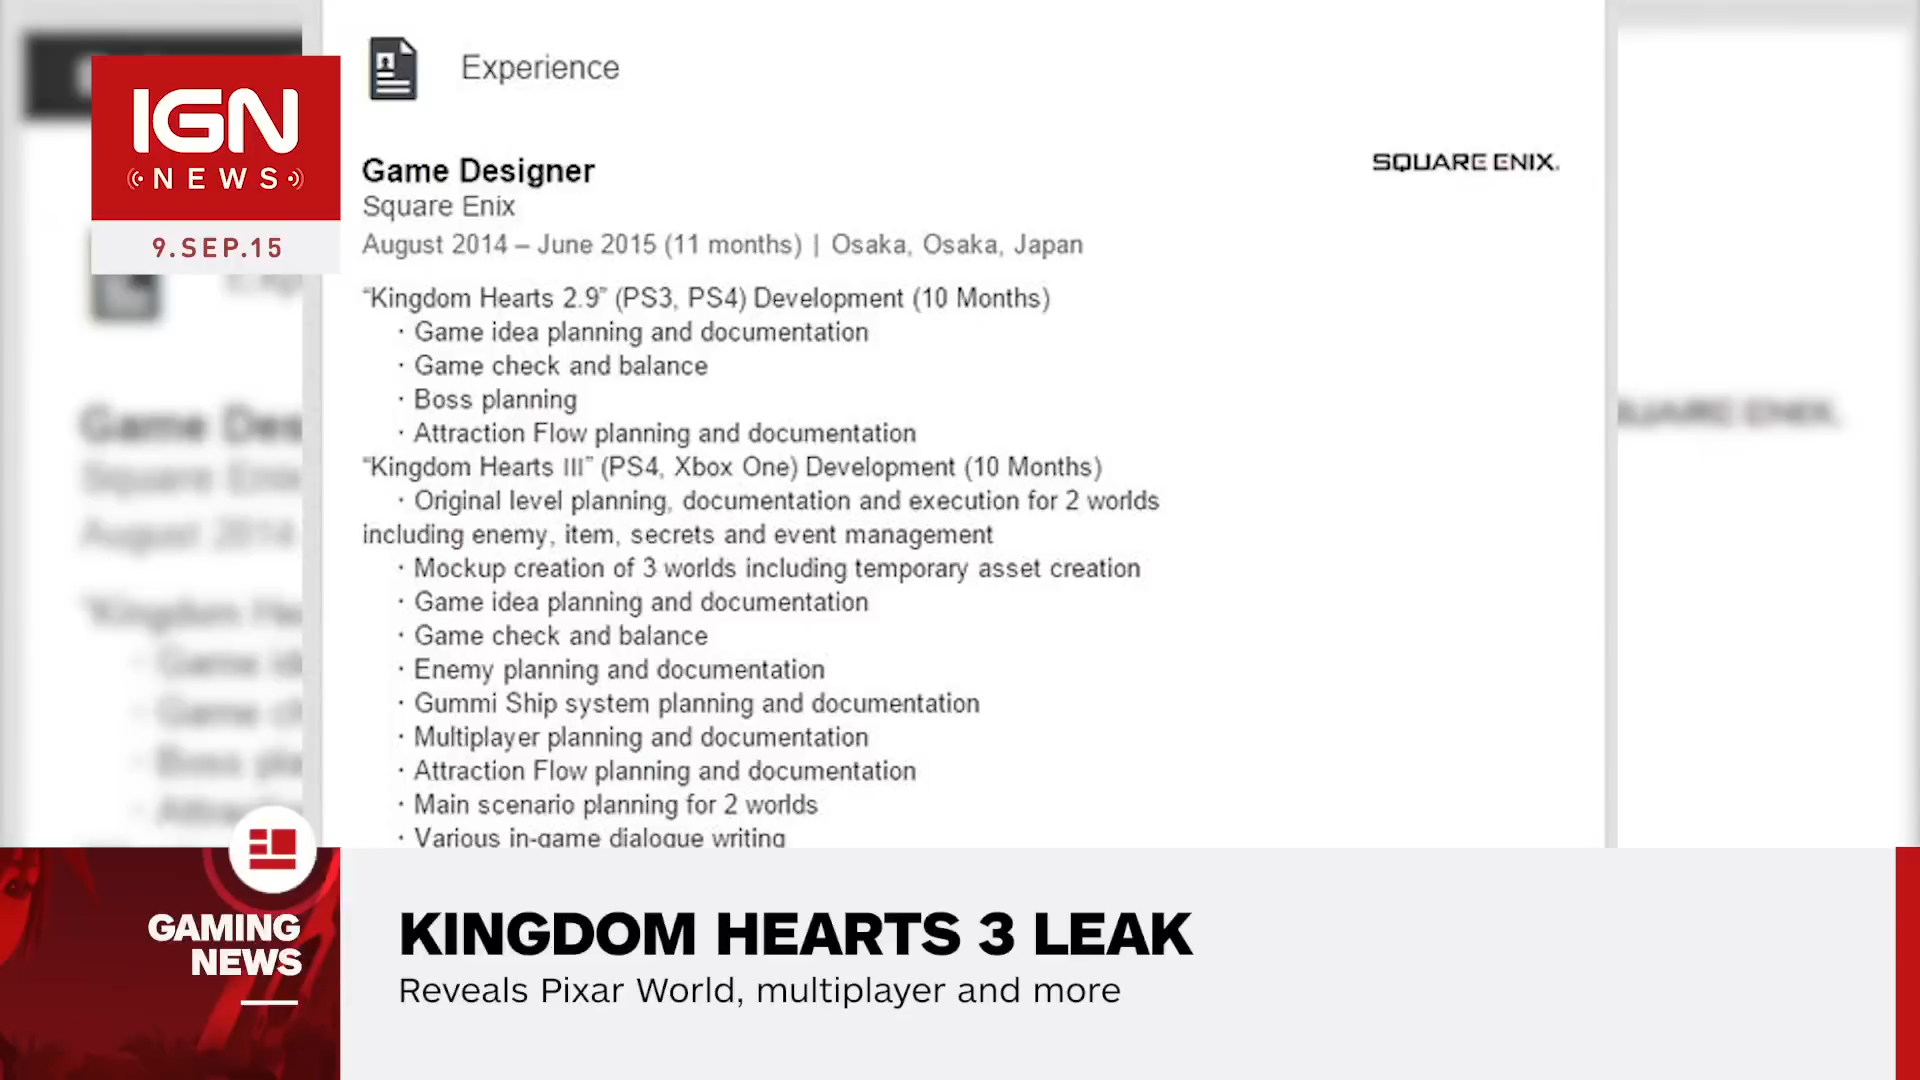 IGN
NEWS
9.SEP.15
Experience
Game Designer
SQUARE ENIX.
Square Enix
August 2014 – June 2015 (11 months) | Osaka, Osaka, Japan
“Kingdom Hearts 2.9” (PS3, PS4) Development (10 Months)
· Game idea planning and documentation
· Game check and balance
· Boss planning
· Attraction Flow planning and documentation
“Kingdom Hearts III” (PS4, Xbox One) Development (10 Months)
· Original level planning, documentation and execution for 2 worlds
including enemy, item, secrets and event management
· Mockup creation of 3 worlds including temporary asset creation
· Game idea planning and documentation
· Game check and balance
· Enemy planning and documentation
· Gummi Ship system planning and documentation
· Multiplayer planning and documentation
· Attraction Flow planning and documentation
· Main scenario planning for 2 worlds
· Various in-game dialogue writing
GAMING
NEWS
KINGDOM HEARTS 3 LEAK
Reveals Pixar World, multiplayer and more